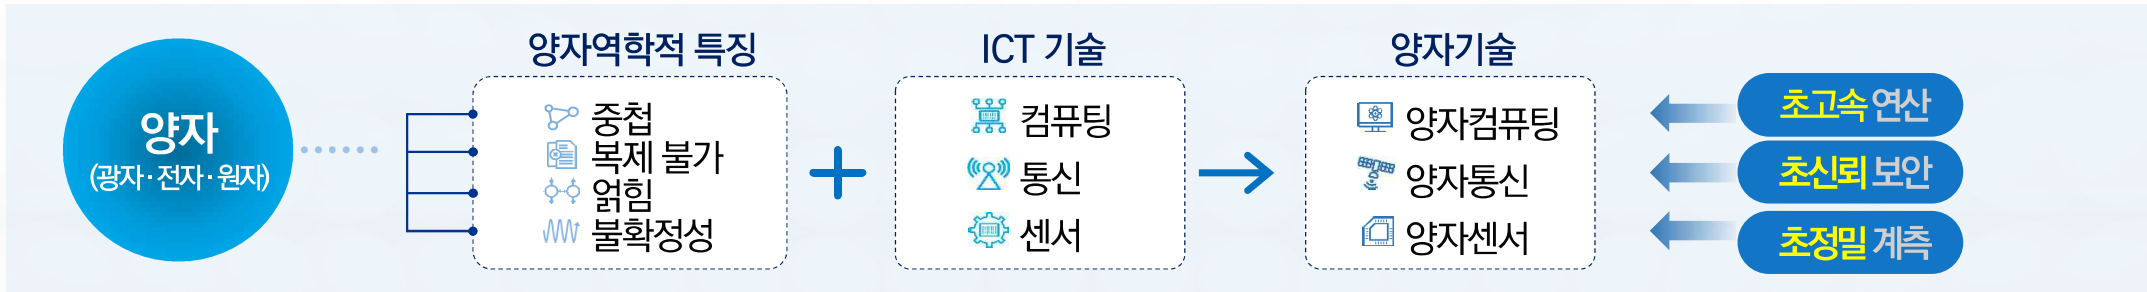 양자
(광자·전자·원자)
양자역학적 특징
중첩
복제 불가
얽힘
불확정성
ICT 기술
컴퓨팅
통신
센서
양자기술
양자컴퓨팅
양자통신
양자센서
초고속 연산
초신뢰 보안
초정밀 계측